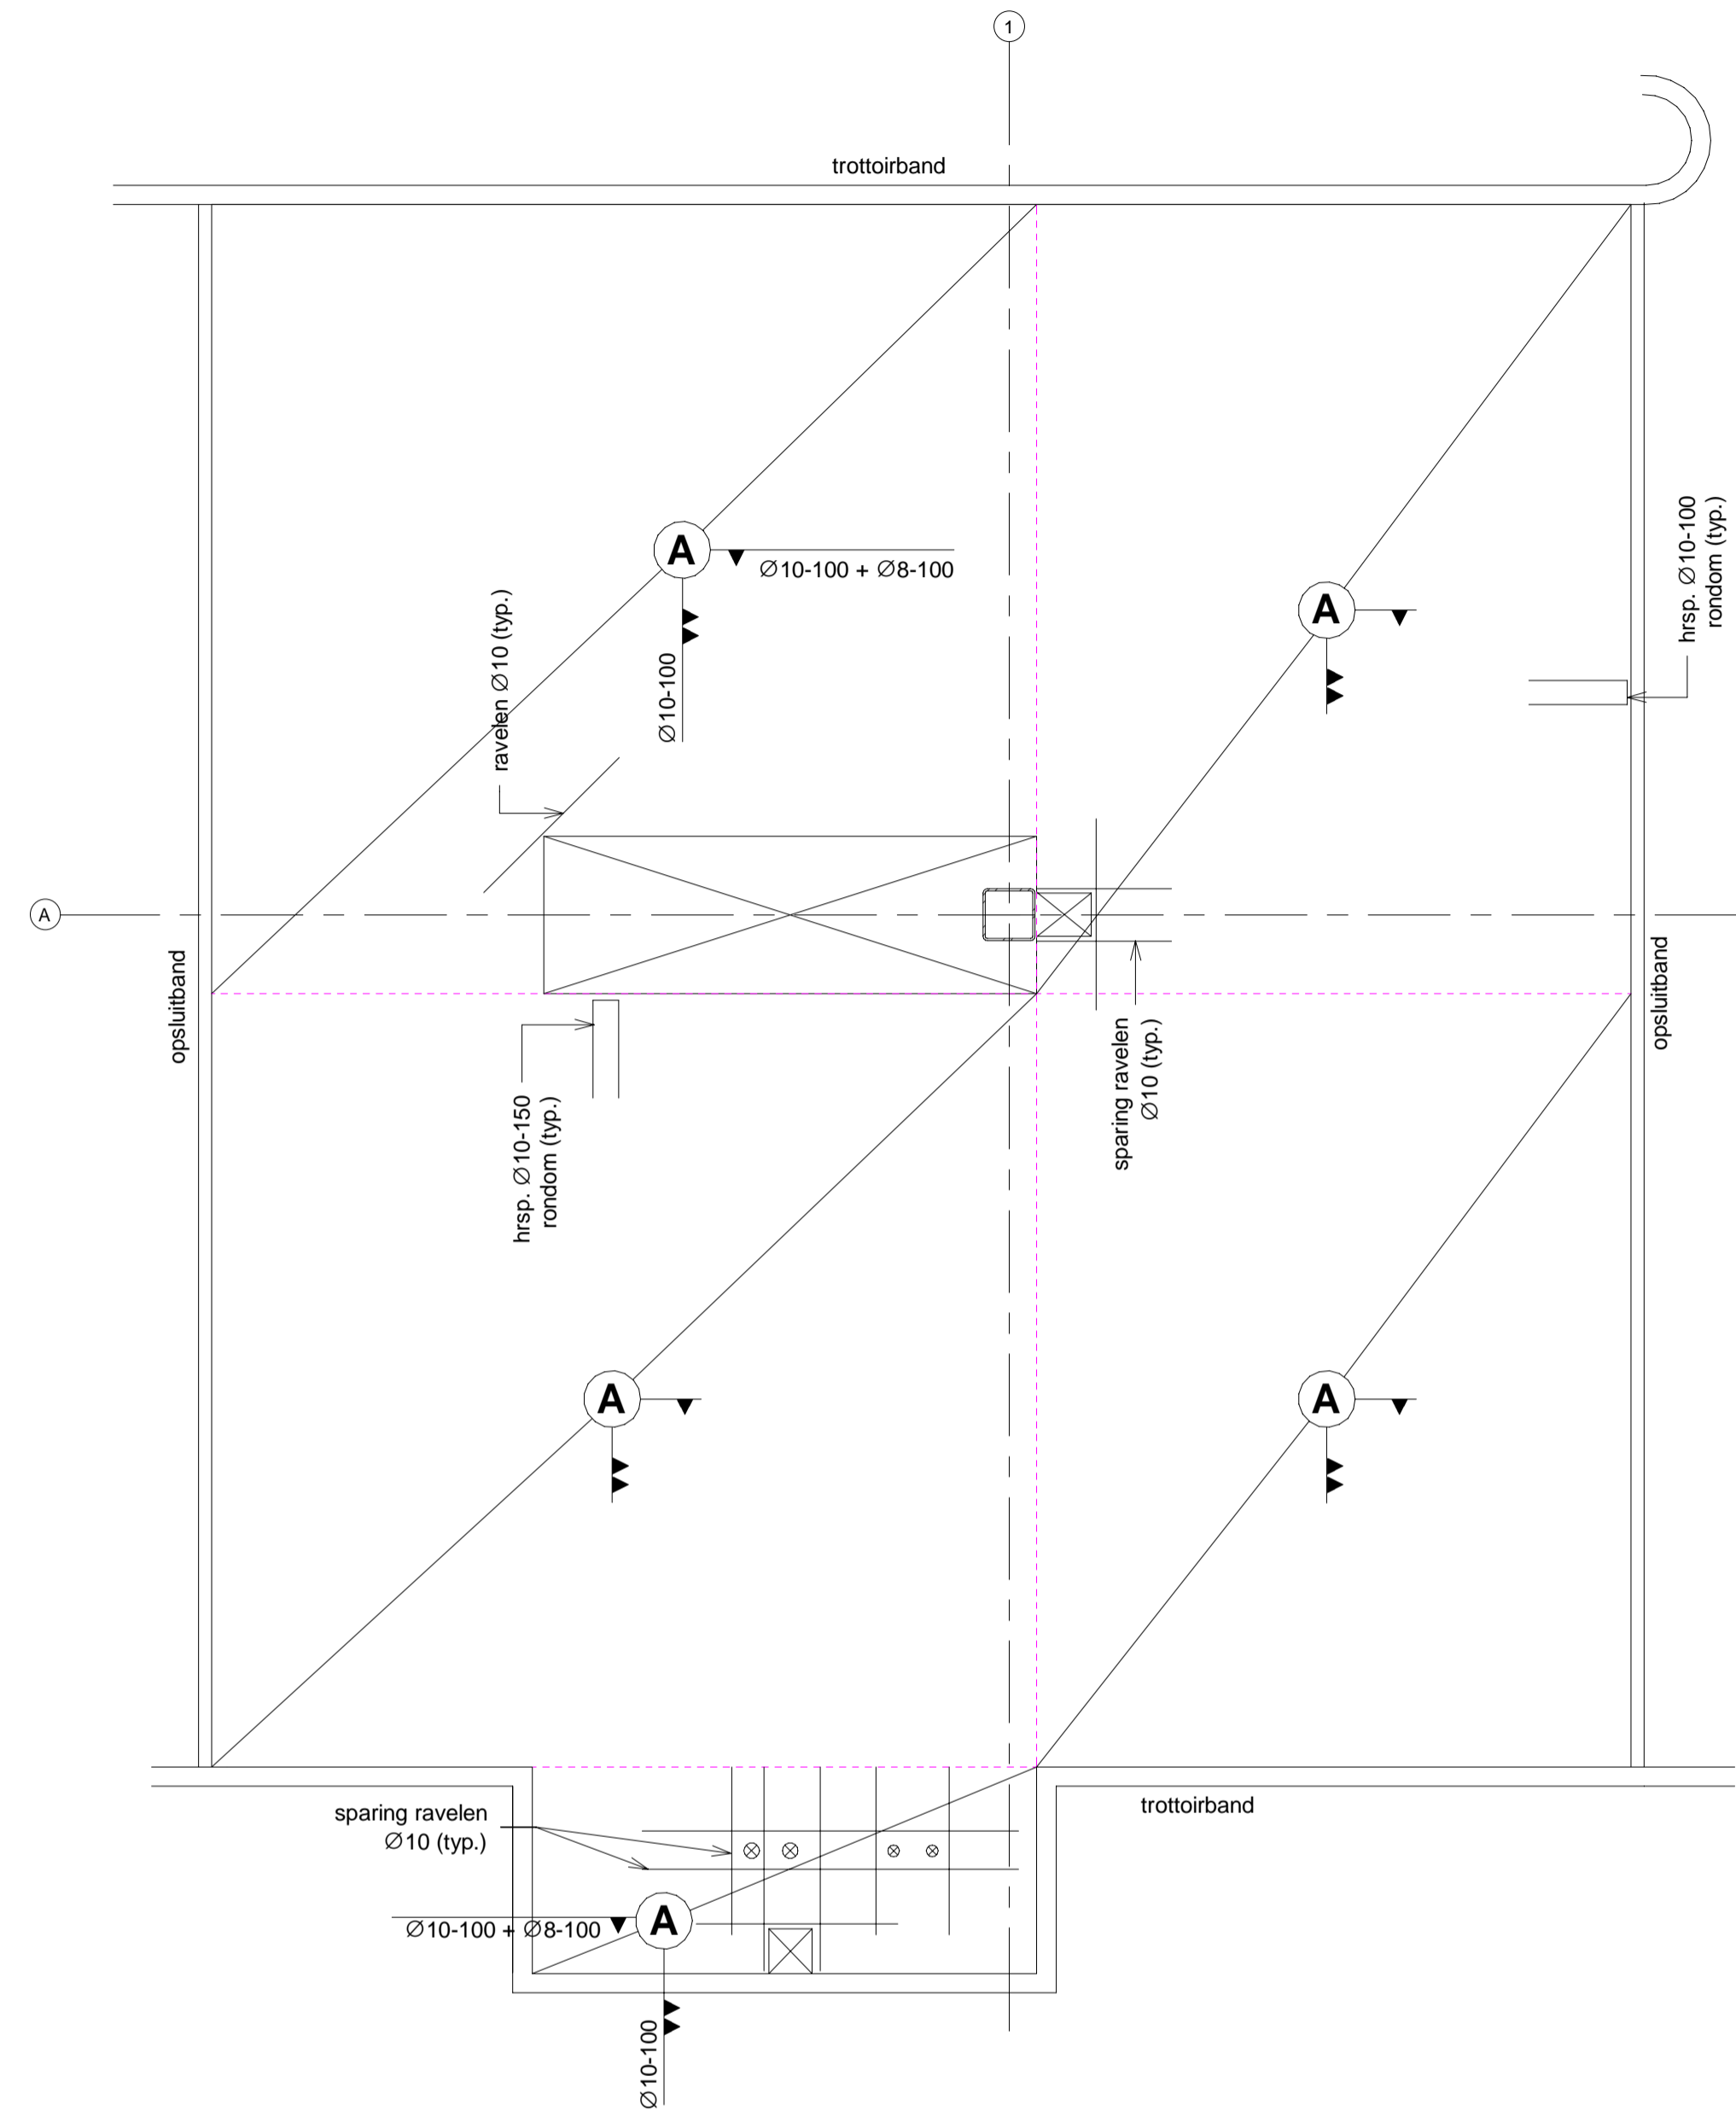 1
trottoirband
A
Ø10-100 + Ø8-100
Ø10-100
ravelen Ø10 (typ.)
A
hrsp. Ø10-100
rondom (typ.)
A
opsluitband
opsluitband
hrsp. Ø10-150
rondom (typ.)
sparing ravelen
Ø10 (typ.)
A
A
sparing ravelen
Ø10 (typ.)
trottoirband
Ø10-100 + Ø8-100
A
Ø10-100